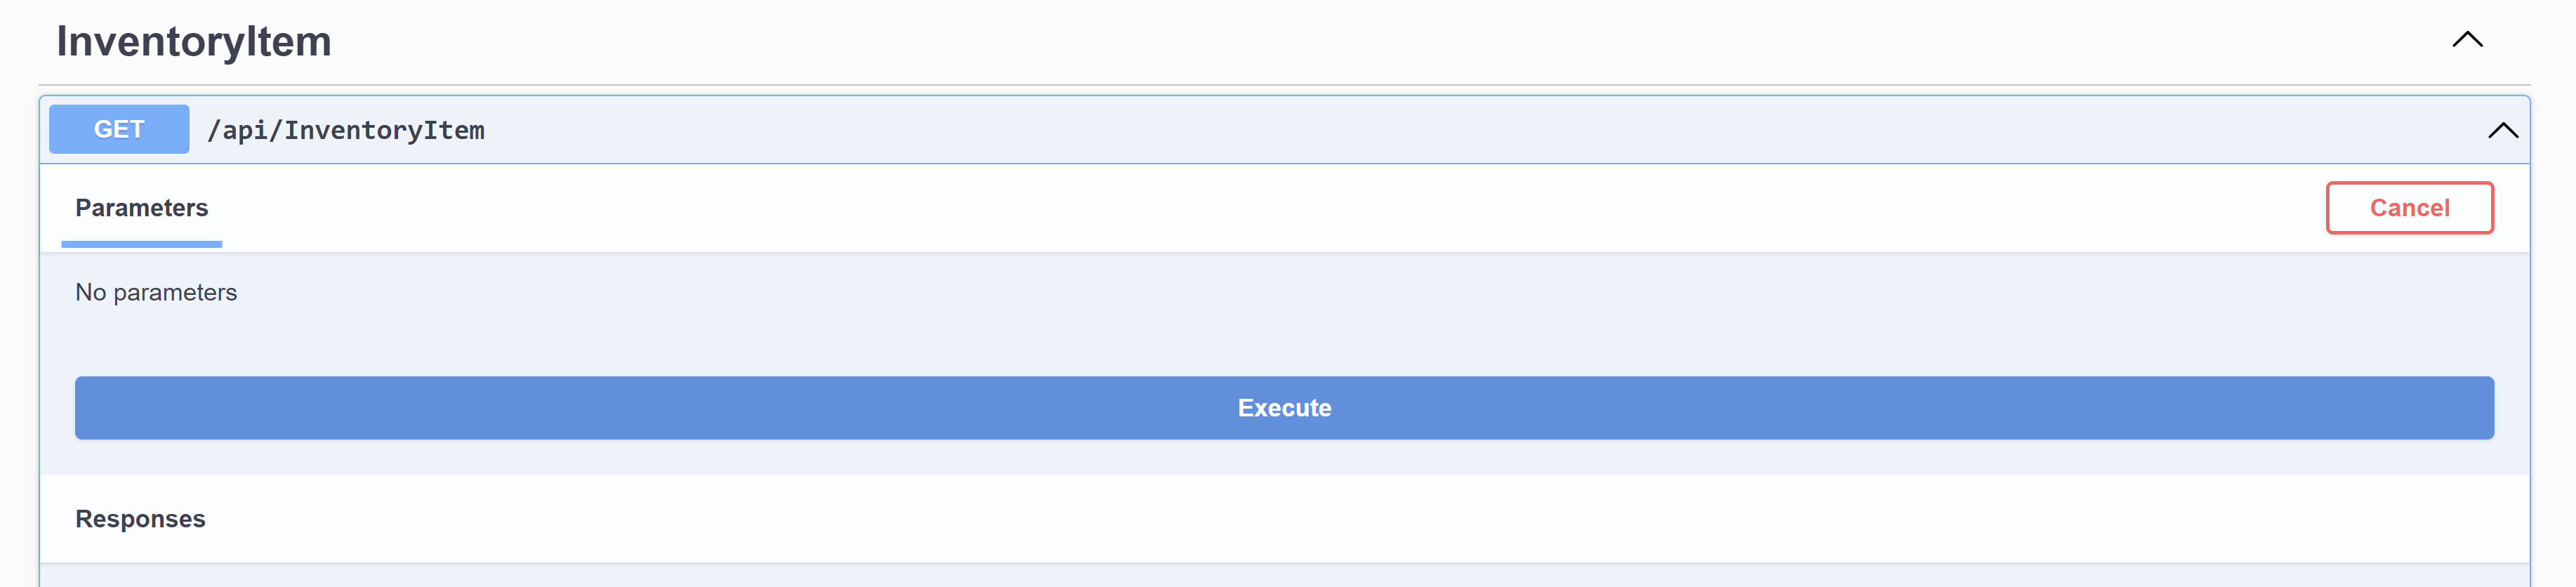 InventoryItem
GET /api/InventoryItem
Parameters Cancel
No parameters
Execute
Responses